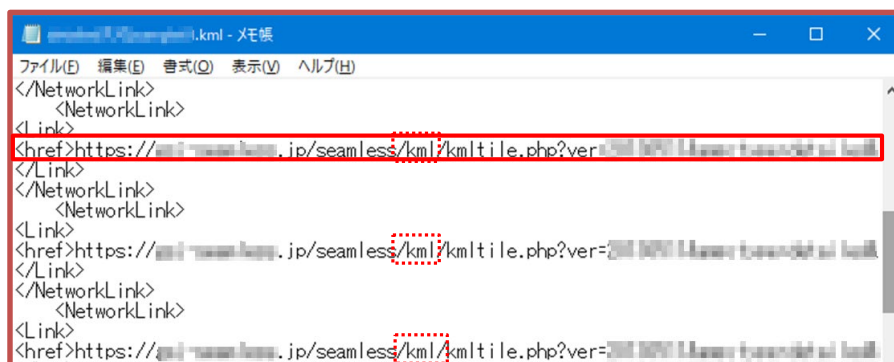 .kml - メモ帳
ファイル(F) 編集(E) 書式(O) 表示(V) ヘルプ(H)
</NetworkLink>
<NetworkLink>
<Link>
<href>https:// .jp/seamless/kml/kmltile.php?ver=
</Link>
</NetworkLink>
<NetworkLink>
<Link>
<href>https:// .jp/seamless/kml/kmltile.php?ver=
</Link>
</NetworkLink>
<NetworkLink>
<Link>
<href>https:// .jp/seamless/kml/kmltile.php?ver=